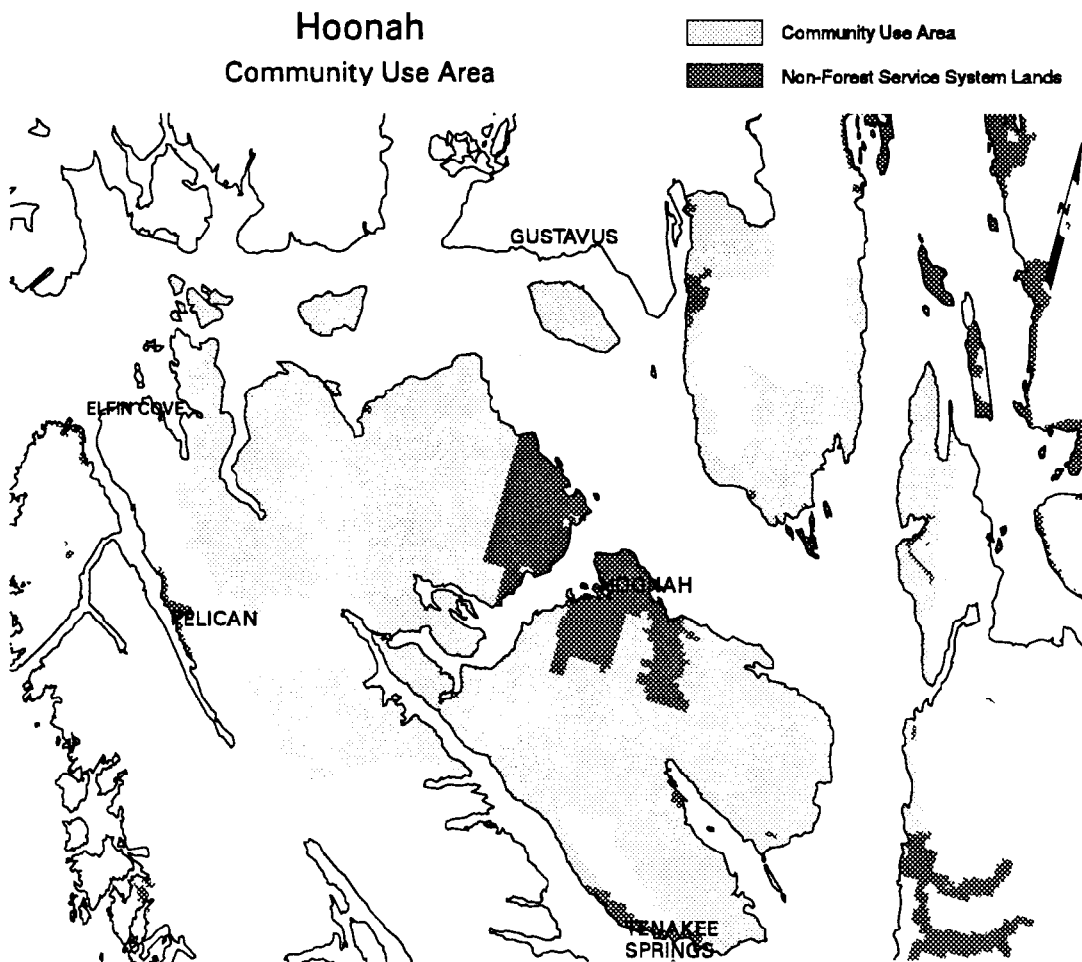 Hoonah
Community Use Area
Community Use Area
Non-Forest Service System Lands
N
GUSTAVUS
ELFIN COVE
HOONAH
PELICAN
TENAKEE
SPRINGS